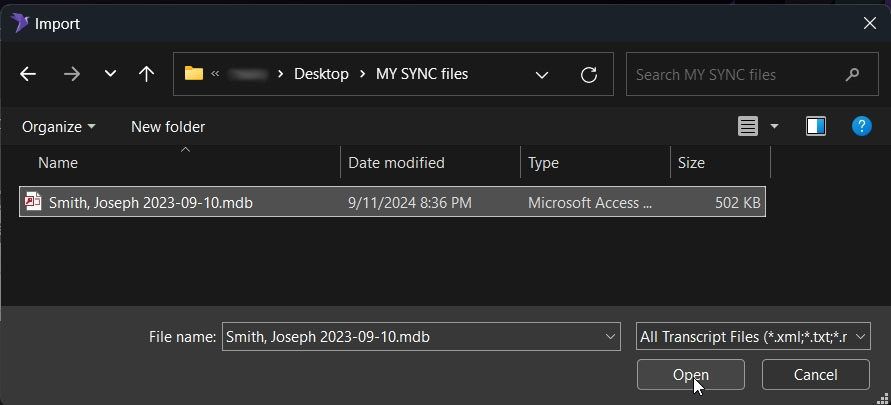 Import
« Desktop > MY SYNC files
Search MY SYNC files
Organize New folder
Name Date modified Type Size
Smith, Joseph 2023-09-10.mdb 9/11/2024 8:36 PM Microsoft Access ... 502 KB
File name: Smith, Joseph 2023-09-10.mdb All Transcript Files (*.xml;*.txt;*.r
Open Cancel